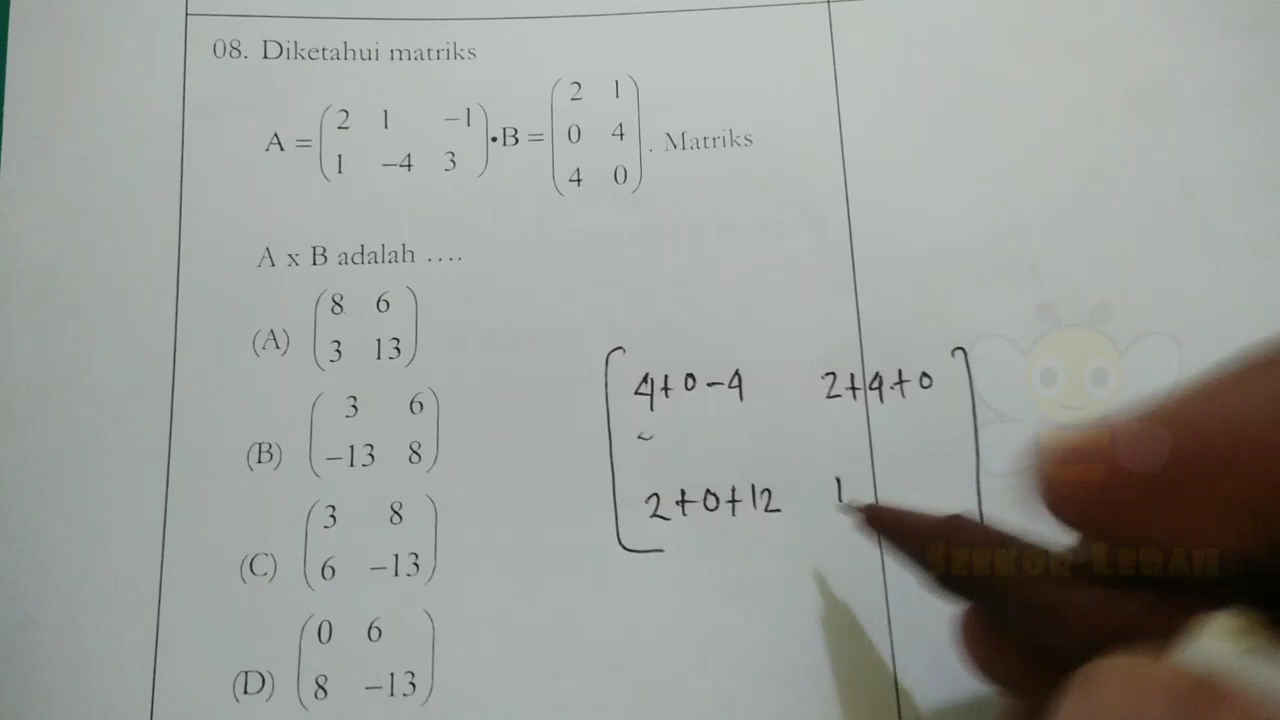 08. Diketahui matriks
A = (2 1 −1
1 −4 3) •B = (2 1
0 4
4 0) . Matriks
A x B adalah ....
(A) (8 6
3 13)
(B) (3 6
−13 8)
(C) (3 8
6 −13)
(D) (0 6
8 −13)
[4+0−4 2+4+0
2+0+12 1
SEEKOR LEBAH